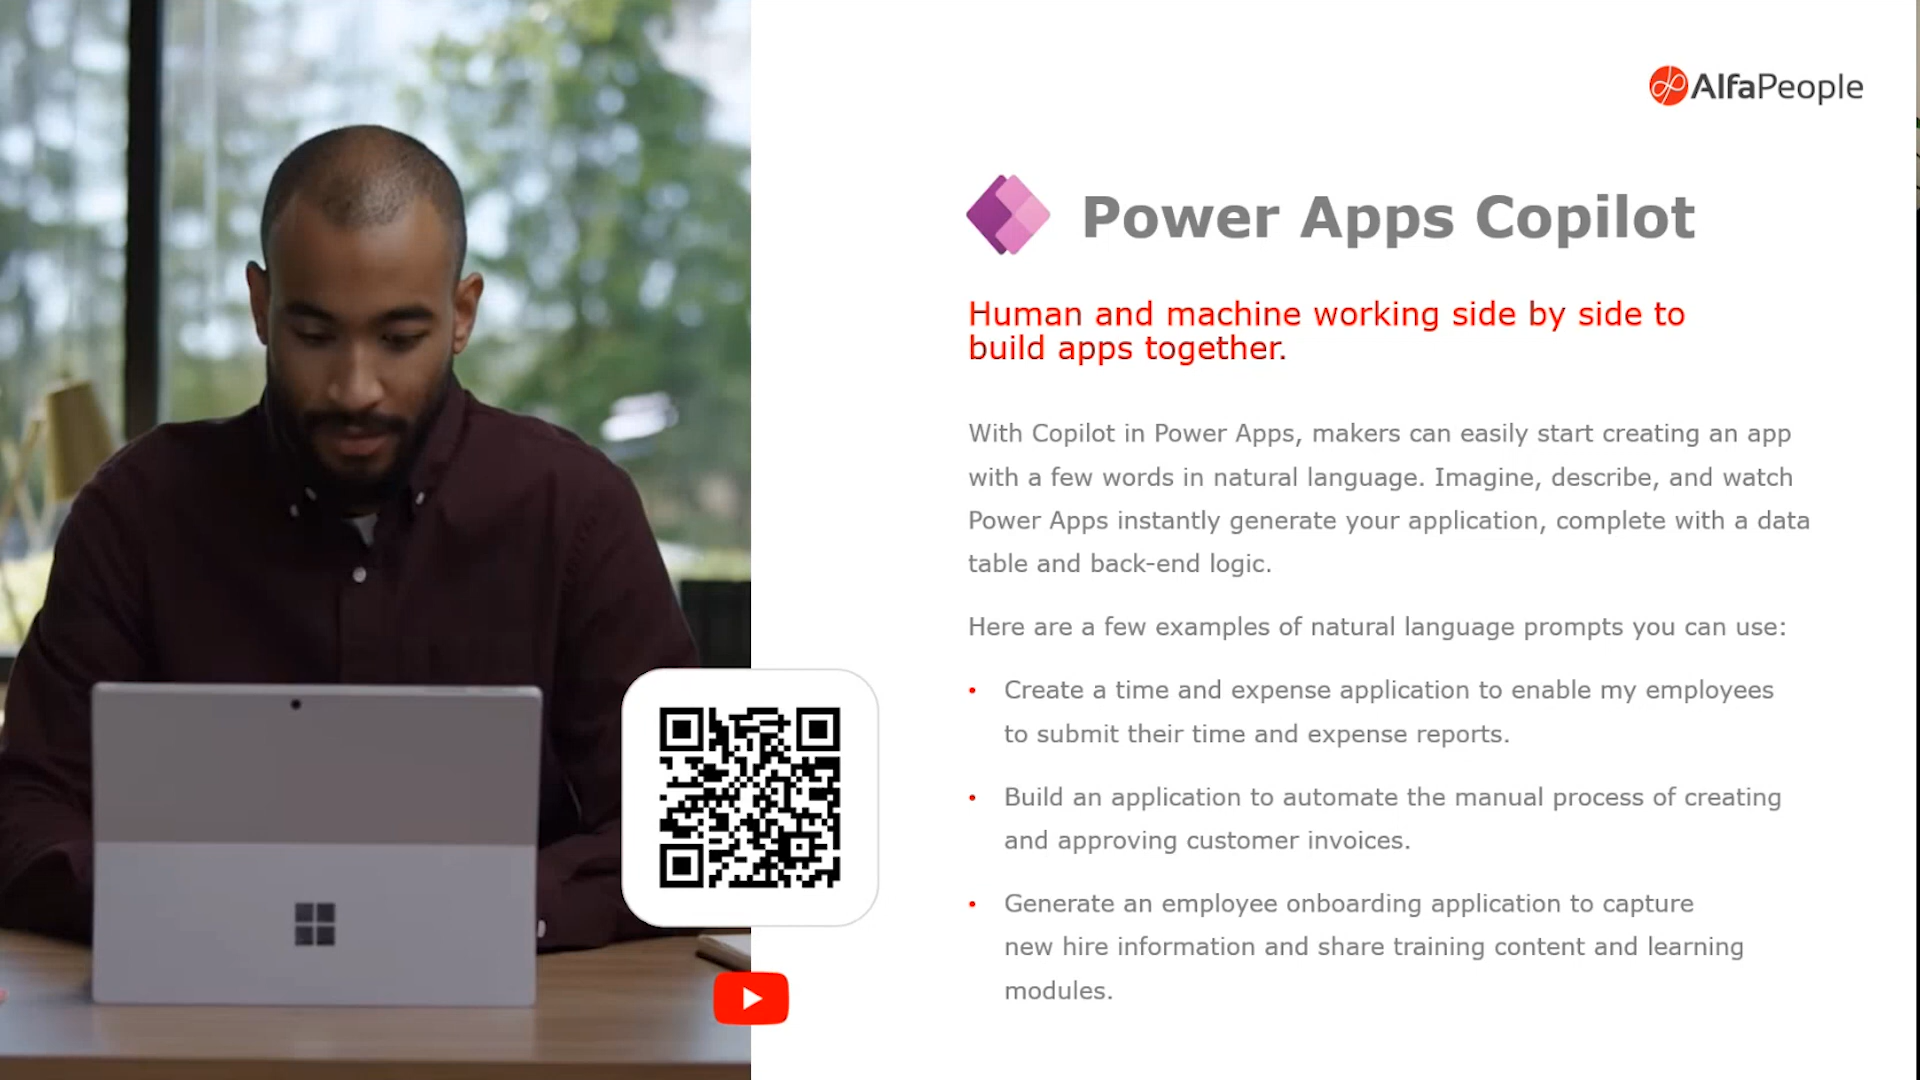 AlfaPeople
Power Apps Copilot
Human and machine working side by side to
build apps together.
With Copilot in Power Apps, makers can easily start creating an app
with a few words in natural language. Imagine, describe, and watch
Power Apps instantly generate your application, complete with a data
table and back-end logic.
Here are a few examples of natural language prompts you can use:
• Create a time and expense application to enable my employees
to submit their time and expense reports.
• Build an application to automate the manual process of creating
and approving customer invoices.
• Generate an employee onboarding application to capture
new hire information and share training content and learning
modules.